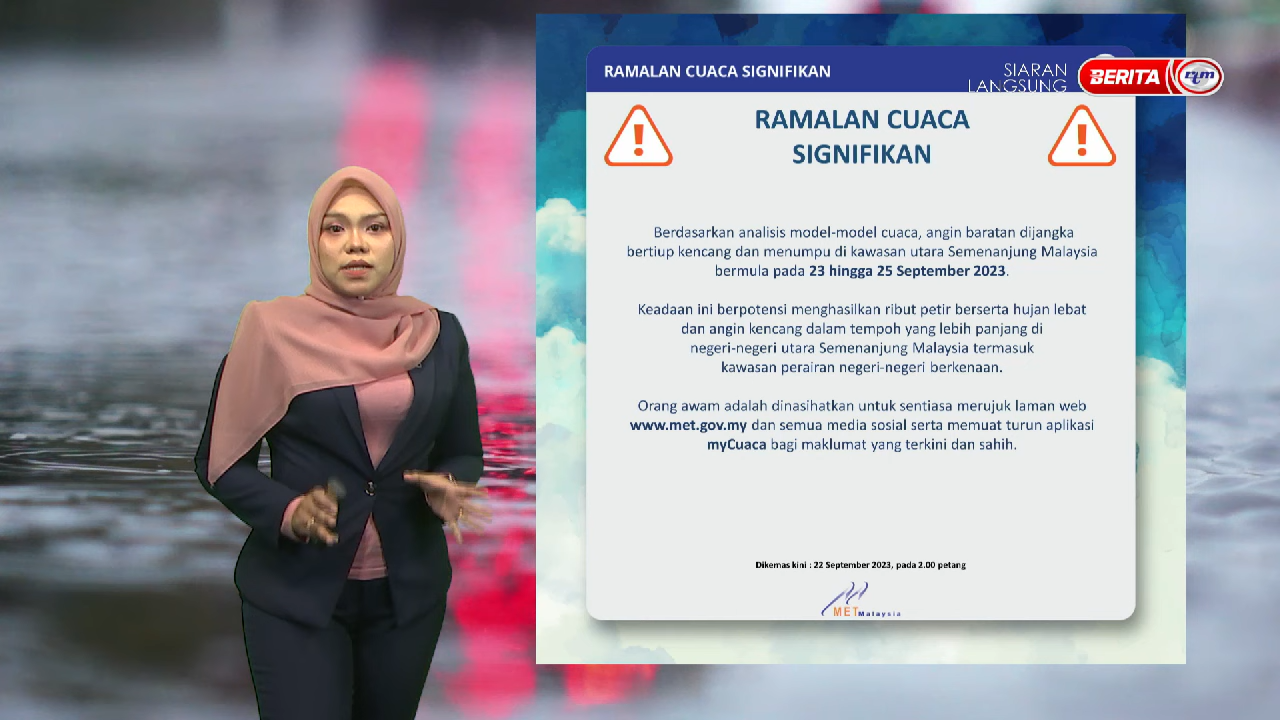 RAMALAN CUACA SIGNIFIKAN
SIARAN
LANGSUNG
BERITA rtm
RAMALAN CUACA
SIGNIFIKAN
Berdasarkan analisis model-model cuaca, angin baratan dijangka
bertiup kencang dan menumpu di kawasan utara Semenanjung Malaysia
bermula pada 23 hingga 25 September 2023.
Keadaan ini berpotensi menghasilkan ribut petir berserta hujan lebat
dan angin kencang dalam tempoh yang lebih panjang di
negeri-negeri utara Semenanjung Malaysia termasuk
kawasan perairan negeri-negeri berkenaan.
Orang awam adalah dinasihatkan untuk sentiasa merujuk laman web
www.met.gov.my dan semua media sosial serta memuat turun aplikasi
myCuaca bagi maklumat yang terkini dan sahih.
Dikemas kini : 22 September 2023, pada 2.00 petang
METMalaysia